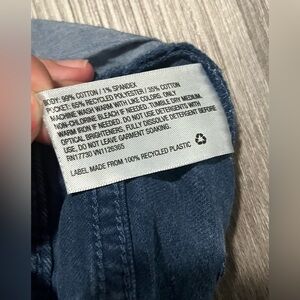 BODY: 99% COTTON / 1% SPANDEX
POCKET: 65% RECYCLED POLYESTER / 35% COTTON
MACHINE WASH WARM WITH LIKE COLORS. ONLY
NON-CHLORINE BLEACH IF NEEDED. TUMBLE DRY MEDIUM.
WARM IRON IF NEEDED. DO NOT USE DETERGENTS WITH
OPTICAL BRIGHTENERS, FULLY DISSOLVE DETERGENT BEFORE
USE, DO NOT LEAVE GARMENT SOAKING.
RN17730 VN1126365
LABEL MADE FROM 100% RECYCLED PLASTIC